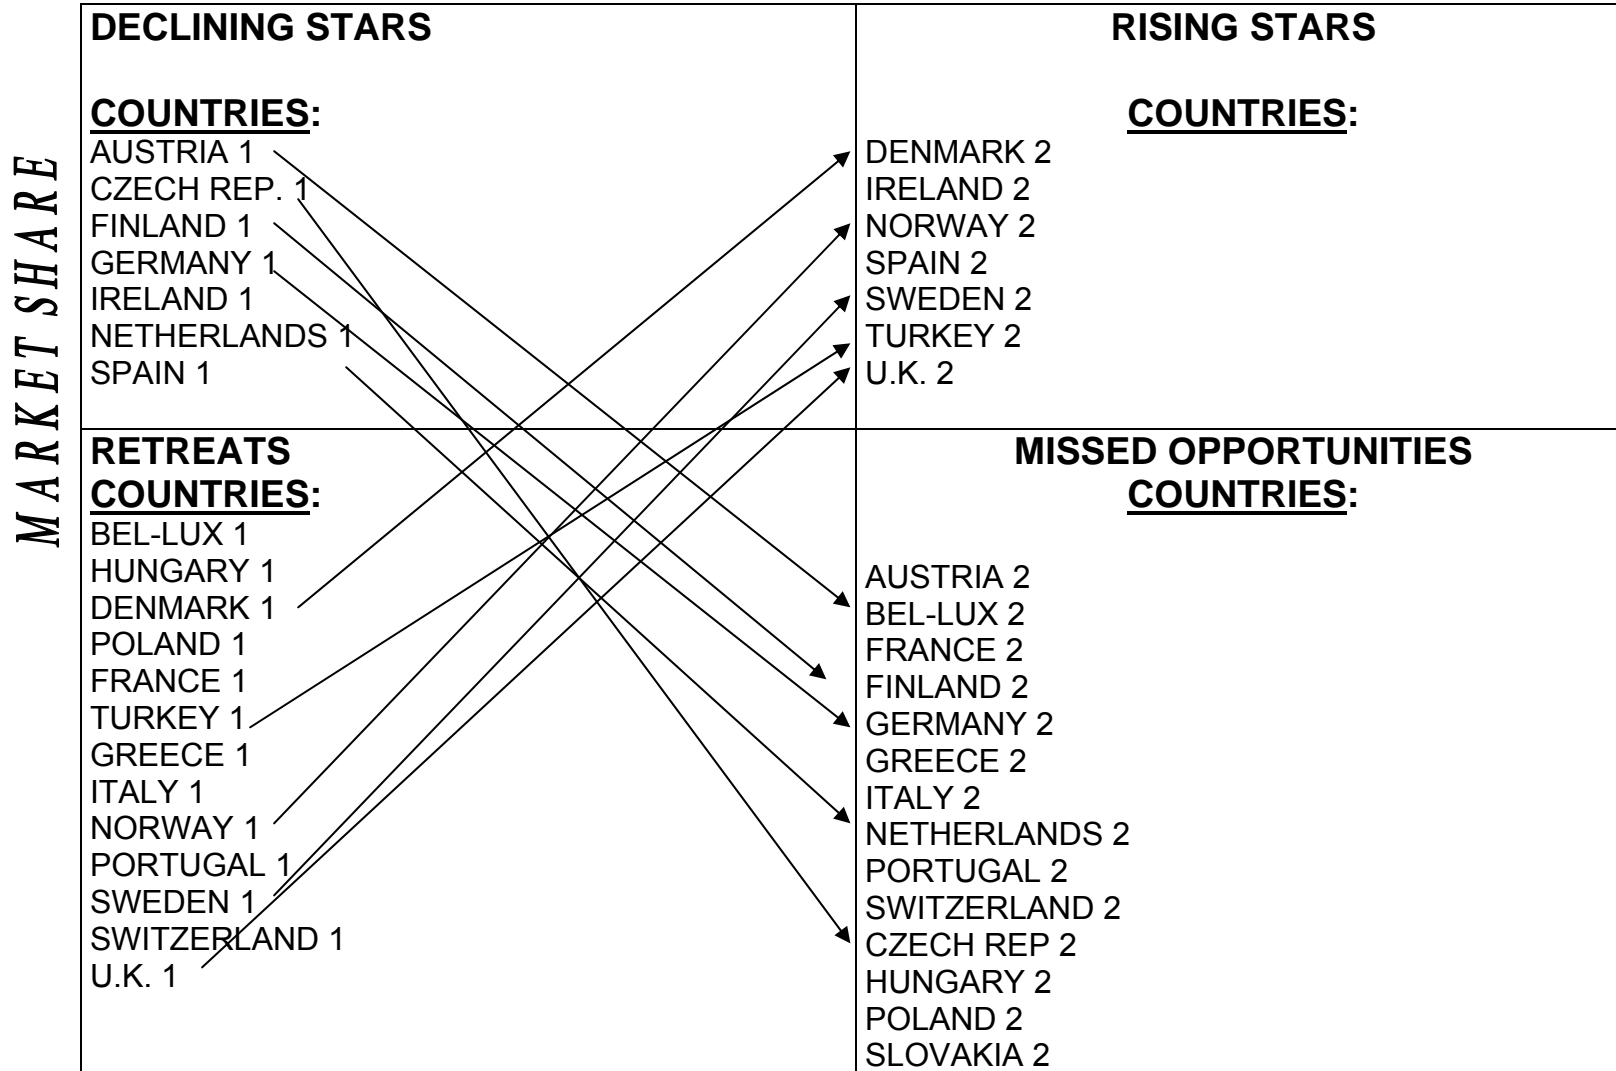 MARKET SHARE
DECLINING STARS
COUNTRIES:
AUSTRIA 1
CZECH REP. 1
FINLAND 1
GERMANY 1
IRELAND 1
NETHERLANDS 1
SPAIN 1
RISING STARS
COUNTRIES:
DENMARK 2
IRELAND 2
NORWAY 2
SPAIN 2
SWEDEN 2
TURKEY 2
U.K. 2
RETREATS
COUNTRIES:
BEL-LUX 1
HUNGARY 1
DENMARK 1
POLAND 1
FRANCE 1
TURKEY 1
GREECE 1
ITALY 1
NORWAY 1
PORTUGAL 1
SWEDEN 1
SWITZERLAND 1
U.K. 1
MISSED OPPORTUNITIES
COUNTRIES:
AUSTRIA 2
BEL-LUX 2
FRANCE 2
FINLAND 2
GERMANY 2
GREECE 2
ITALY 2
NETHERLANDS 2
PORTUGAL 2
SWITZERLAND 2
CZECH REP 2
HUNGARY 2
POLAND 2
SLOVAKIA 2